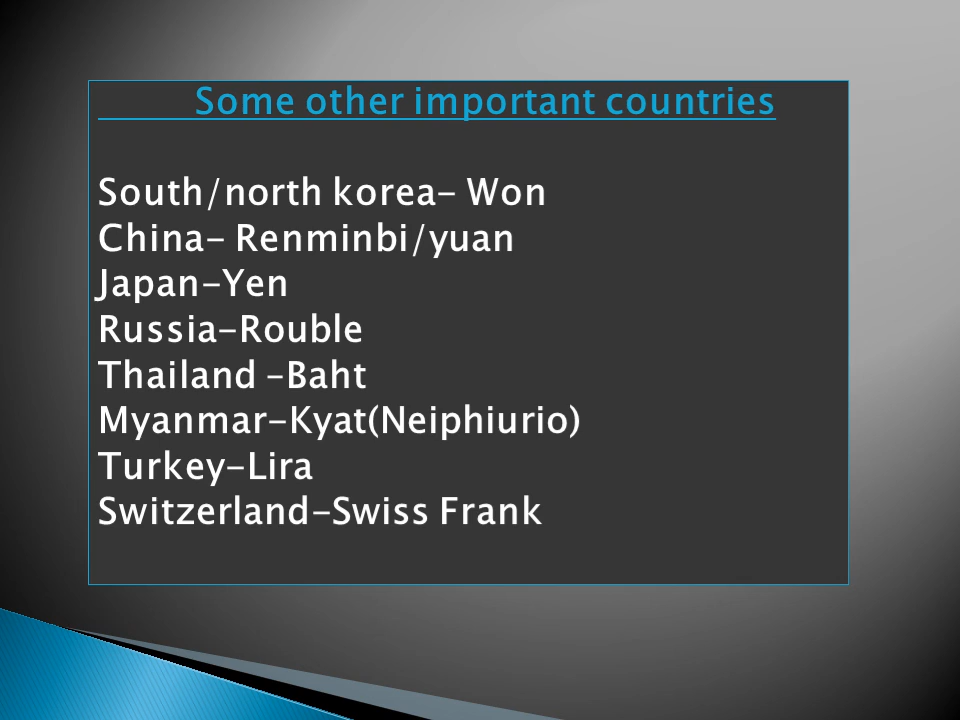 Some other important countries
South/north korea- Won
China- Renminbi/yuan
Japan-Yen
Russia-Rouble
Thailand –Baht
Myanmar-Kyat(Neiphiurio)
Turkey-Lira
Switzerland-Swiss Frank